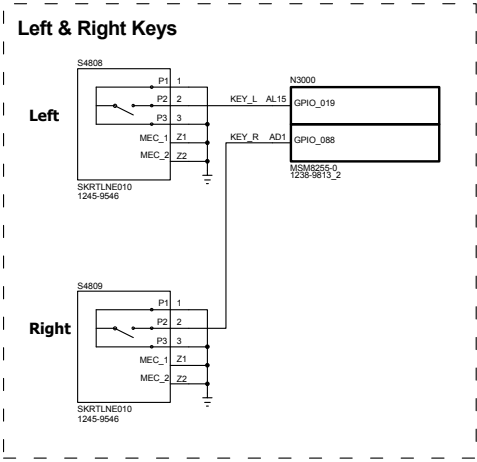 Left & Right Keys
S4808
P1 1
P2 2
P3 3
MEC_1 Z1
MEC_2 Z2
Left
SKRTLNE010
1245-9546
KEY_L AL15
KEY_R AD1
N3000
GPIO_019
GPIO_088
MSM8255-0
1238-9813_2
S4809
P1 1
P2 2
P3 3
MEC_1 Z1
MEC_2 Z2
Right
SKRTLNE010
1245-9546